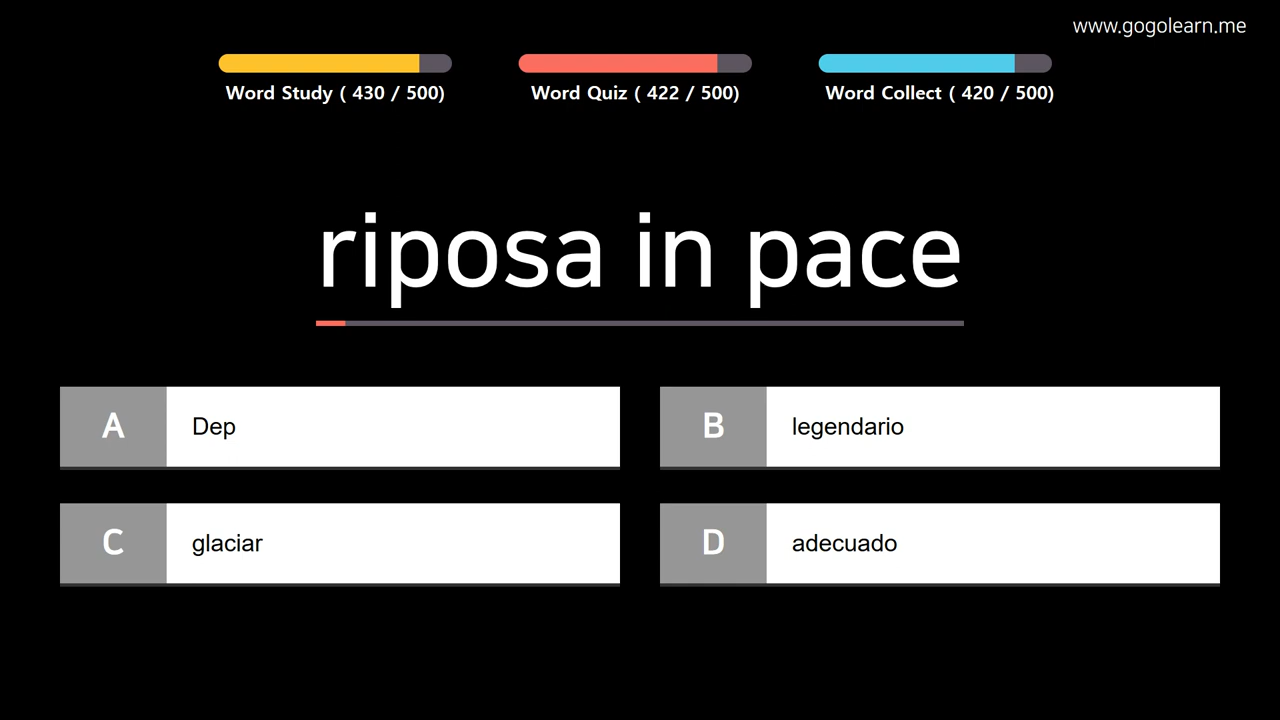 www.gogolearn.me
Word Study ( 430 / 500)
Word Quiz ( 422 / 500)
Word Collect ( 420 / 500)
riposa in pace
A Dep
B legendario
C glaciar
D adecuado